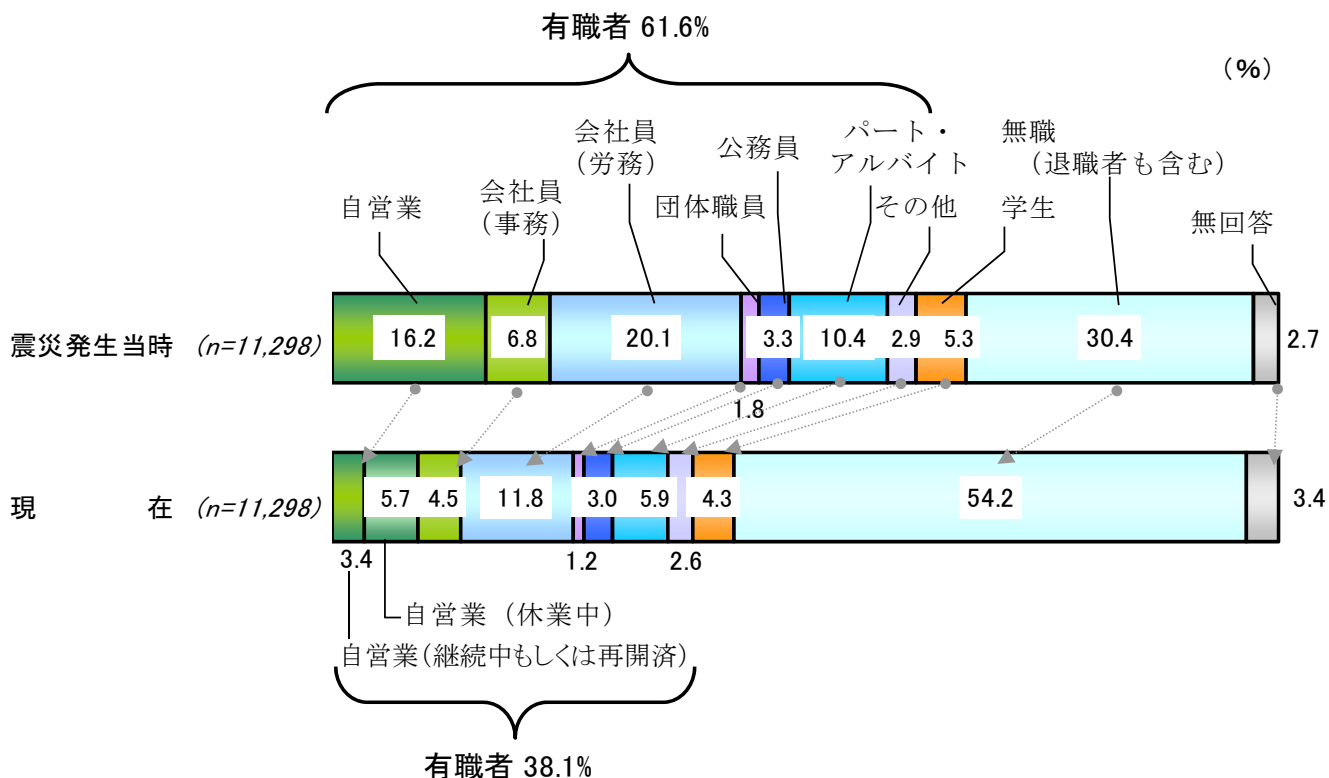 有職者 61.6%
（%）
自営業
会社員
（事務）
会社員
（労務）
団体職員
公務員
パート・
アルバイト
その他
無職
（退職者も含む）
学生
無回答
震災発生当時 (n=11,298)
16.2
6.8
20.1
1.8
3.3
10.4
2.9
5.3
30.4
2.7
現 在 (n=11,298)
3.4
5.7
4.5
11.8
1.2
3.0
5.9
2.6
4.3
54.2
3.4
自営業（休業中）
自営業（継続中もしくは再開済）
有職者 38.1%